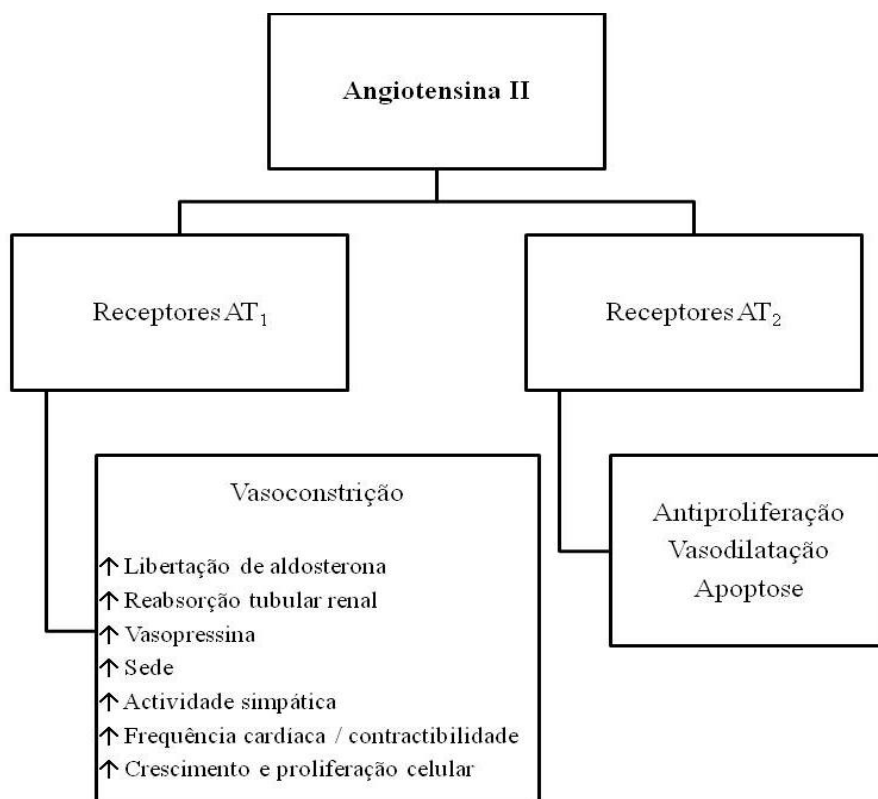 Angiotensina II
Receptores AT₁
Receptores AT₂
Vasoconstrição
↑ Libertação de aldosterona
↑ Reabsorção tubular renal
↑ Vasopressina
↑ Sede
↑ Actividade simpática
↑ Frequência cardíaca / contractibilidade
↑ Crescimento e proliferação celular
Antiproliferação
Vasodilatação
Apoptose